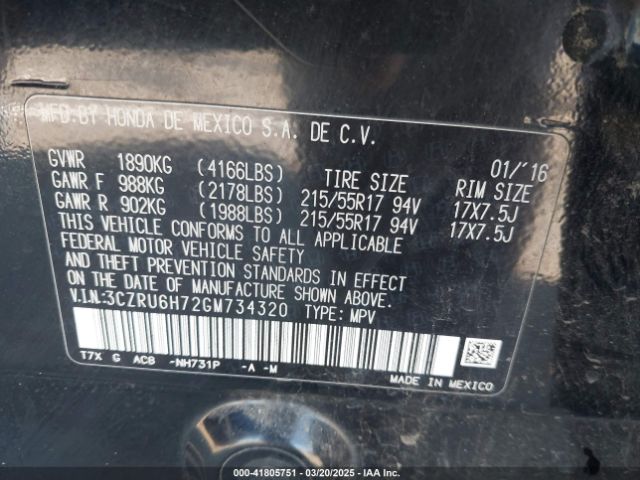 MFD.BY HONDA DE MEXICO S.A. DE C.V.
01/'16
GVWR 1890KG (4166LBS) TIRE SIZE RIM SIZE
GAWR F 988KG (2178LBS) 215/55R17 94V 17X7.5J
GAWR R 902KG (1988LBS) 215/55R17 94V 17X7.5J
THIS VEHICLE CONFORMS TO ALL APPLICABLE
FEDERAL MOTOR VEHICLE SAFETY
AND THEFT PREVENTION STANDARDS IN EFFECT
ON THE DATE OF MANUFACTURE SHOWN ABOVE.
V.I.N:3CZRU6H72GM734320 TYPE: MPV
T7X G ACB -NH731P -A -M
MADE IN MEXICO
000-41805751 | 03/20/2025 - IAA Inc.